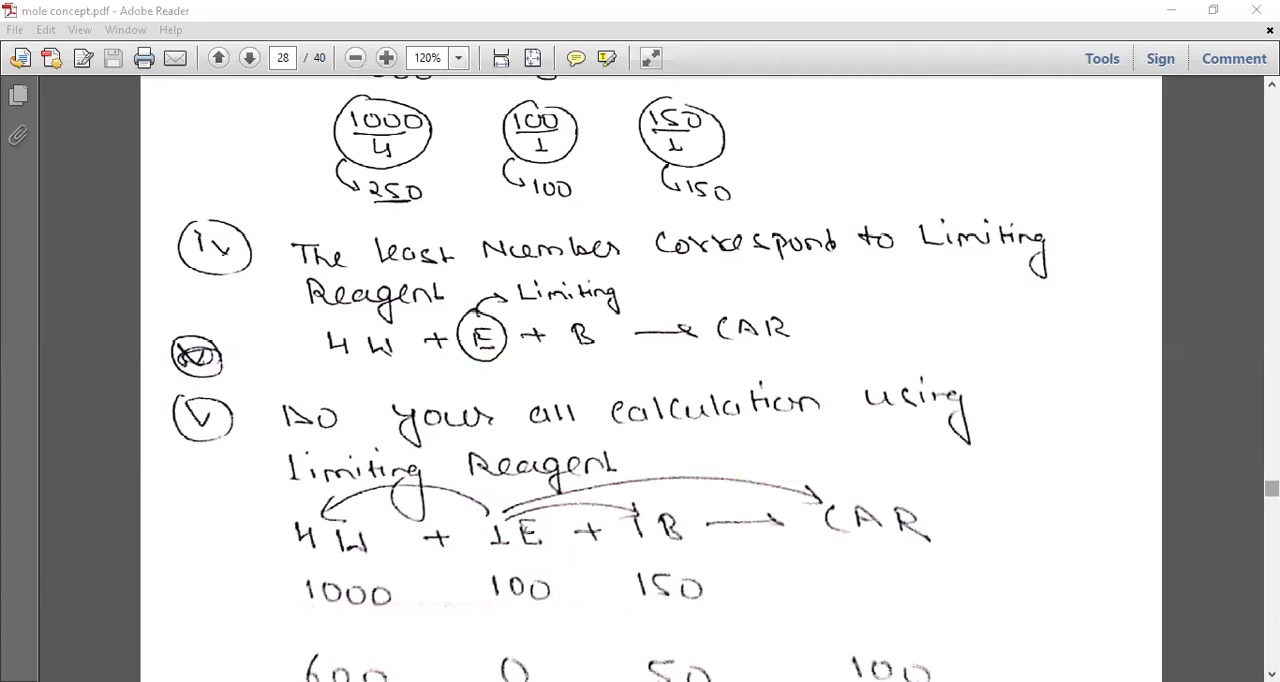 mole concept.pdf - Adobe Reader
File Edit View Window Help
28 / 40 120% Tools Sign Comment
1000/4 100/1 150/1
250 100 150
iv The least Number correspond to Limiting
Reagent Limiting
4 W + E + B → CAR
v Do your all calculation using
Limiting Reagent
4 W + 1E + 1B → CAR
1000 100 150
600 0 50 100